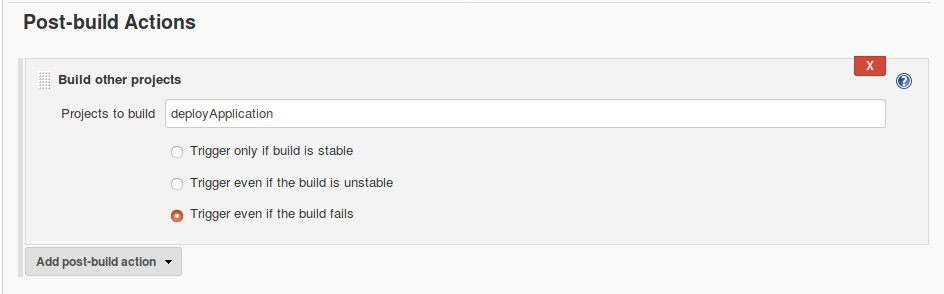 Post-build Actions
X
Build other projects
?
Projects to build deployApplication
Trigger only if build is stable
Trigger even if the build is unstable
Trigger even if the build fails
Add post-build action